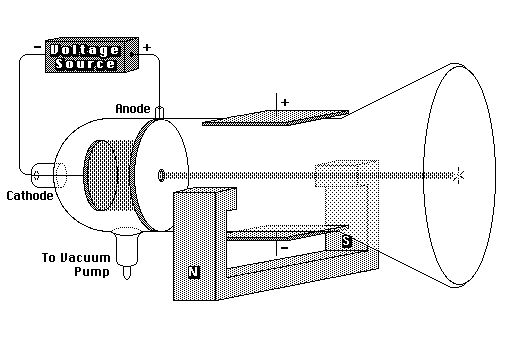 - Voltage +
Source
Anode
+
Cathode
To Vacuum
Pump
N
S
-